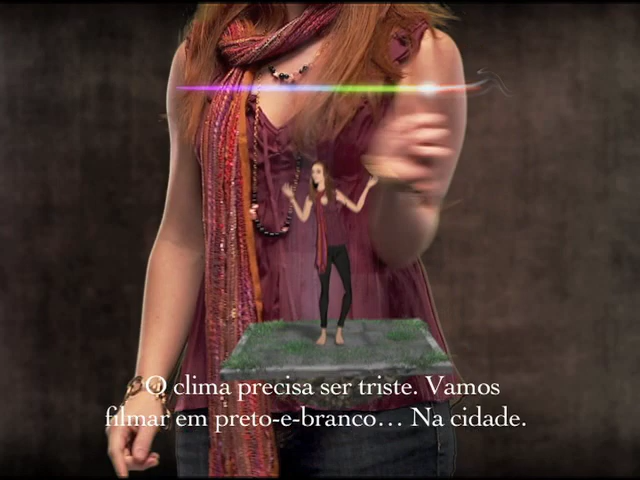 O clima precisa ser triste. Vamos
filmar em preto-e-branco… Na cidade.